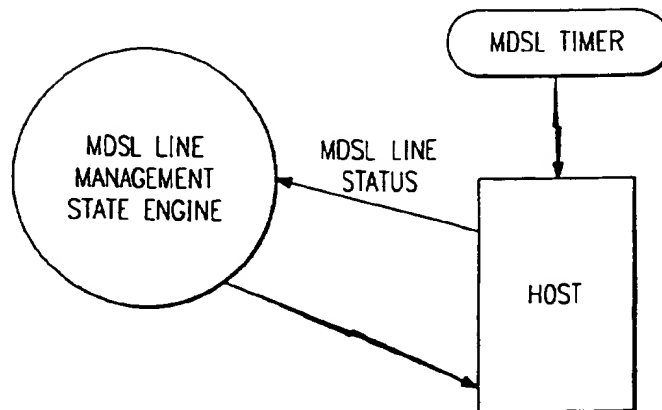 MDSL TIMER
MDSL LINE
MANAGEMENT
STATE ENGINE
MDSL LINE
STATUS
HOST